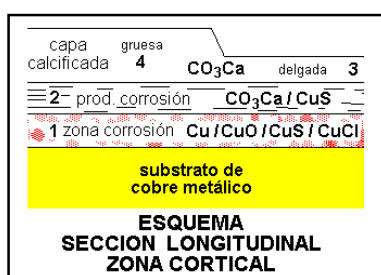 capa gruesa
calcificada 4 CO3Ca delgada 3
2- prod. corrosión CO3Ca / CuS
1 zona corrosión Cu / CuO / CuS / CuCl
substrato de
cobre metálico
ESQUEMA
SECCION LONGITUDINAL
ZONA CORTICAL